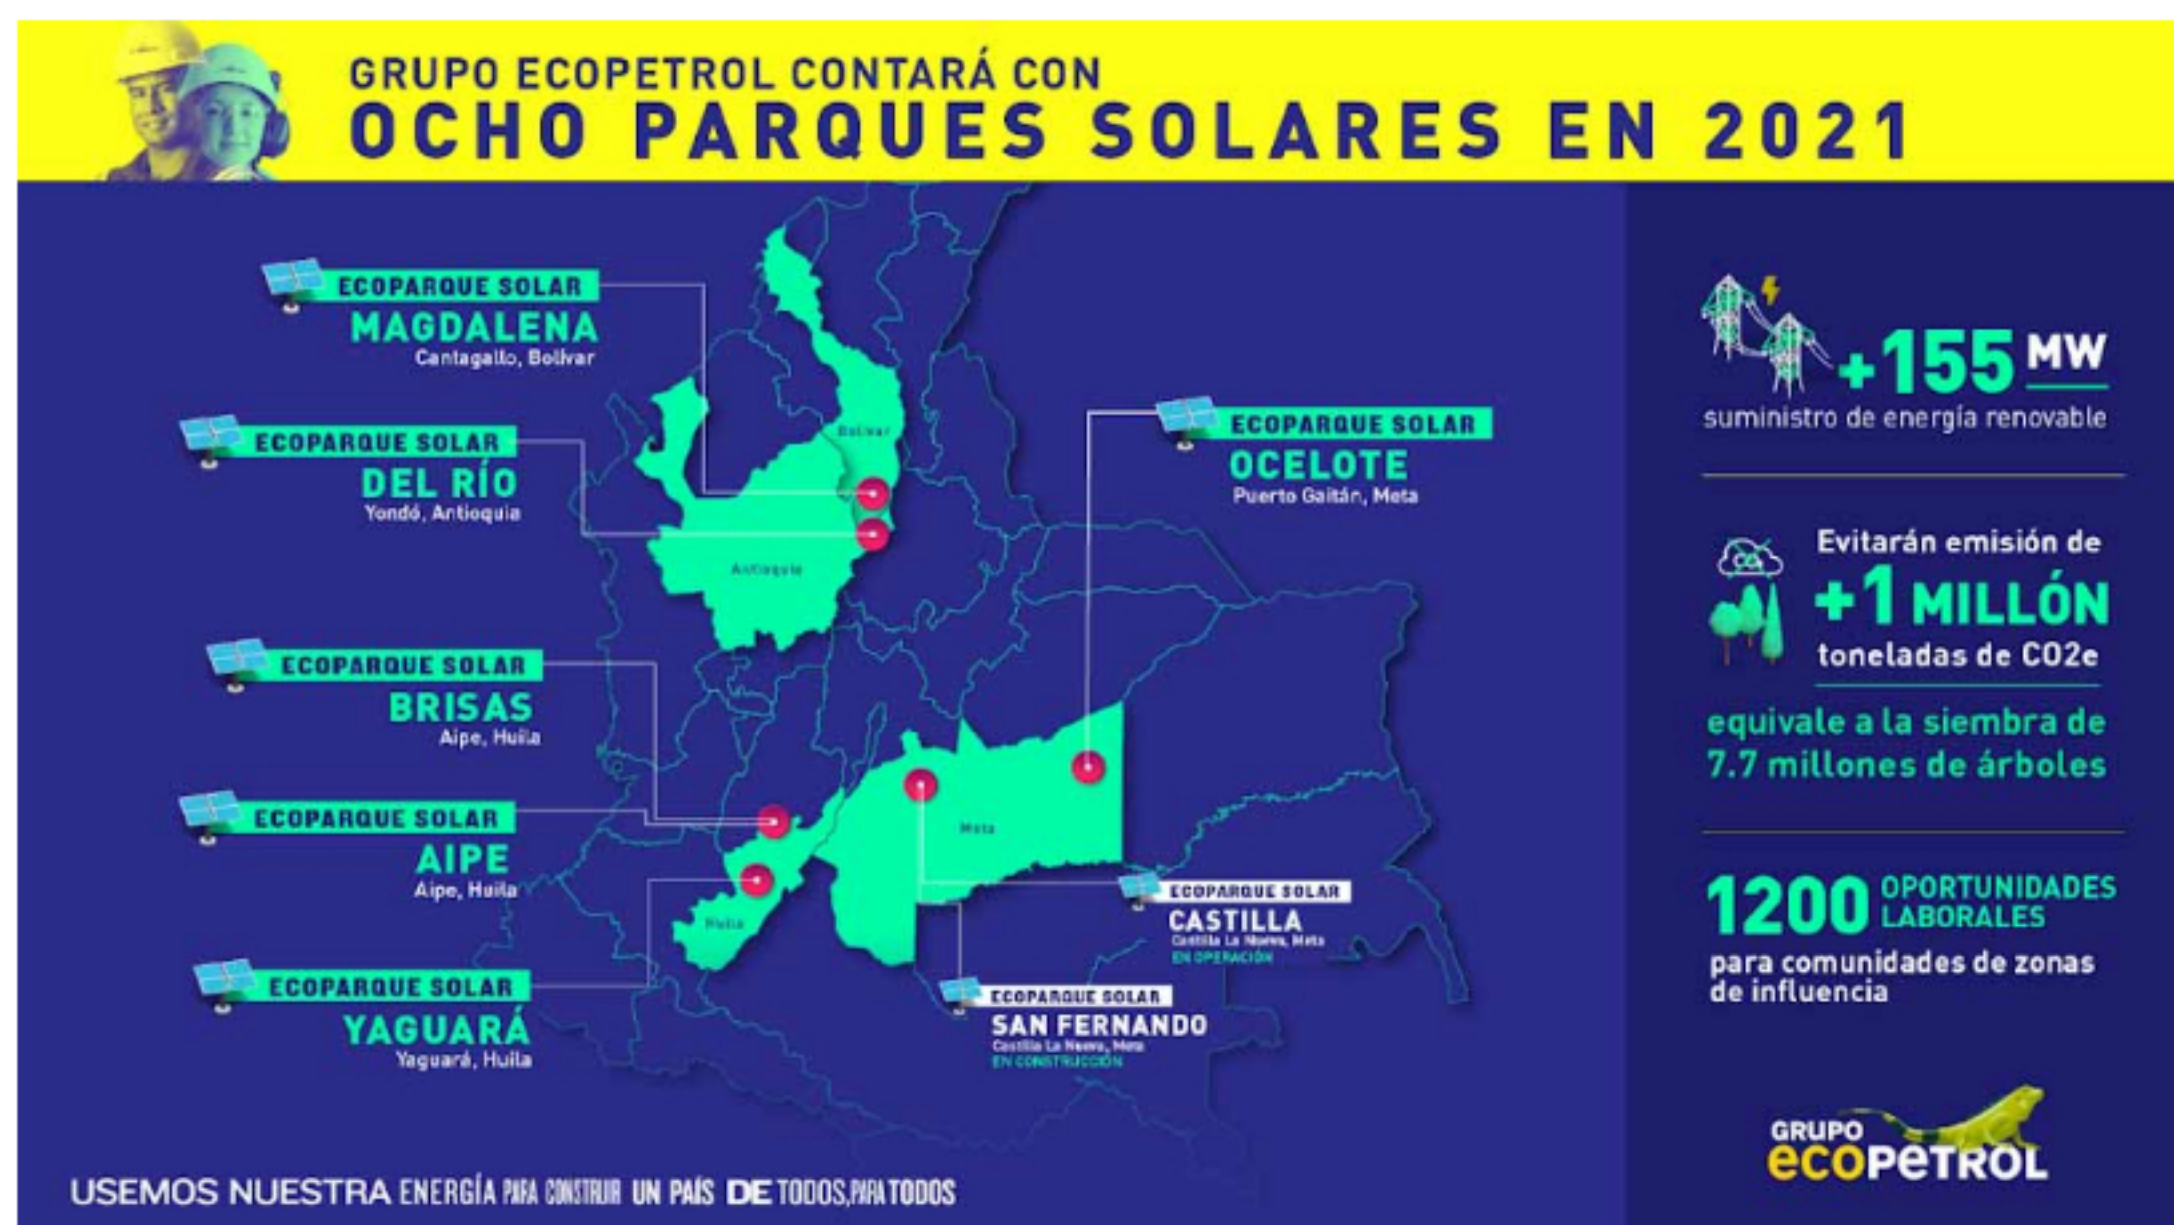 GRUPO ECOPETROL CONTARÁ CON
OCHO PARQUES SOLARES EN 2021
ECOPARQUE SOLAR
MAGDALENA
Cantagallo, Bolívar
ECOPARQUE SOLAR
DEL RÍO
Yondó, Antioquia
ECOPARQUE SOLAR
BRISAS
Aipe, Huila
ECOPARQUE SOLAR
AIPE
Aipe, Huila
ECOPARQUE SOLAR
YAGUARÁ
Yaguará, Huila
Bolívar
Antioquia
Meta
Huila
ECOPARQUE SOLAR
OCELOTE
Puerto Gaitán, Meta
ECOPARQUE SOLAR
CASTILLA
Castilla La Nueva, Meta
EN OPERACIÓN
ECOPARQUE SOLAR
SAN FERNANDO
Castilla La Nueva, Meta
EN CONSTRUCCIÓN
+155 MW
suministro de energía renovable
CO2
Evitarán emisión de
+1 MILLÓN
toneladas de CO2e
equivale a la siembra de
7.7 millones de árboles
1200 OPORTUNIDADES
LABORALES
para comunidades de zonas
de influencia
GRUPO
ecopetrol
USEMOS NUESTRA ENERGÍA PARA CONSTRUIR UN PAÍS DE TODOS, PARA TODOS